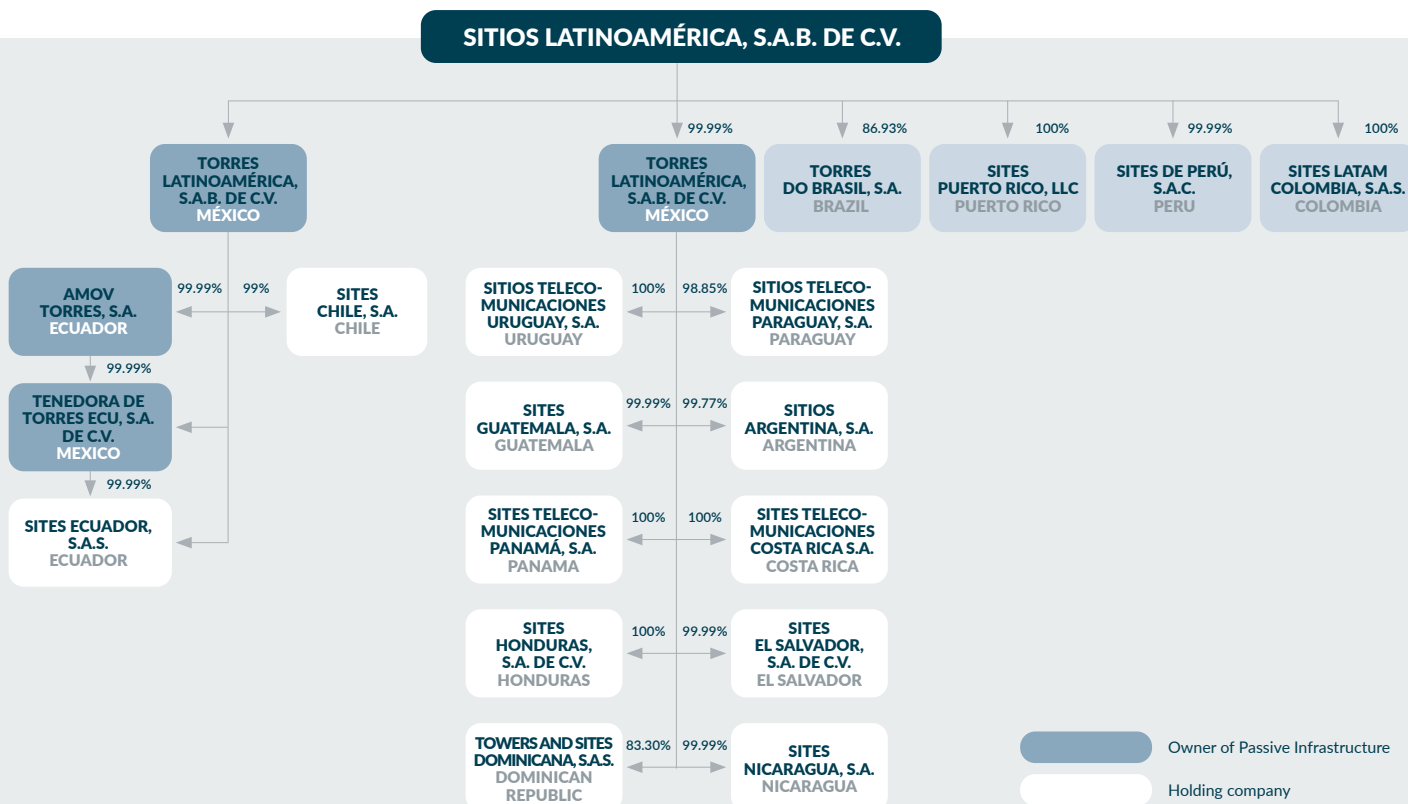 SITIOS LATINOAMÉRICA, S.A.B. DE C.V.
99.99%
86.93%
100%
99.99%
100%
TORRES
LATINOAMÉRICA,
S.A.B. DE C.V.
MÉXICO
TORRES
LATINOAMÉRICA,
S.A.B. DE C.V.
MÉXICO
TORRES
DO BRASIL, S.A.
BRAZIL
SITES
PUERTO RICO, LLC
PUERTO RICO
SITES DE PERÚ,
S.A.C.
PERU
SITES LATAM
COLOMBIA, S.A.S.
COLOMBIA
AMOV
TORRES, S.A.
ECUADOR
99.99%
99%
SITES
CHILE, S.A.
CHILE
99.99%
TENEDORA DE
TORRES ECU, S.A.
DE C.V.
MEXICO
99.99%
SITES ECUADOR,
S.A.S.
ECUADOR
SITIOS TELECO-
MUNICACIONES
URUGUAY, S.A.
URUGUAY
100%
98.85%
SITIOS TELECO-
MUNICACIONES
PARAGUAY, S.A.
PARAGUAY
SITES
GUATEMALA, S.A.
GUATEMALA
99.99%
99.77%
SITIOS
ARGENTINA, S.A.
ARGENTINA
SITES TELECO-
MUNICACIONES
PANAMÁ, S.A.
PANAMA
100%
100%
SITES TELECO-
MUNICACIONES
COSTA RICA S.A.
COSTA RICA
SITES
HONDURAS,
S.A. DE C.V.
HONDURAS
100%
99.99%
SITES
EL SALVADOR,
S.A. DE C.V.
EL SALVADOR
TOWERS AND SITES
DOMINICANA, S.A.S.
DOMINICAN
REPUBLIC
83.30%
99.99%
SITES
NICARAGUA, S.A.
NICARAGUA
Owner of Passive Infrastructure
Holding company